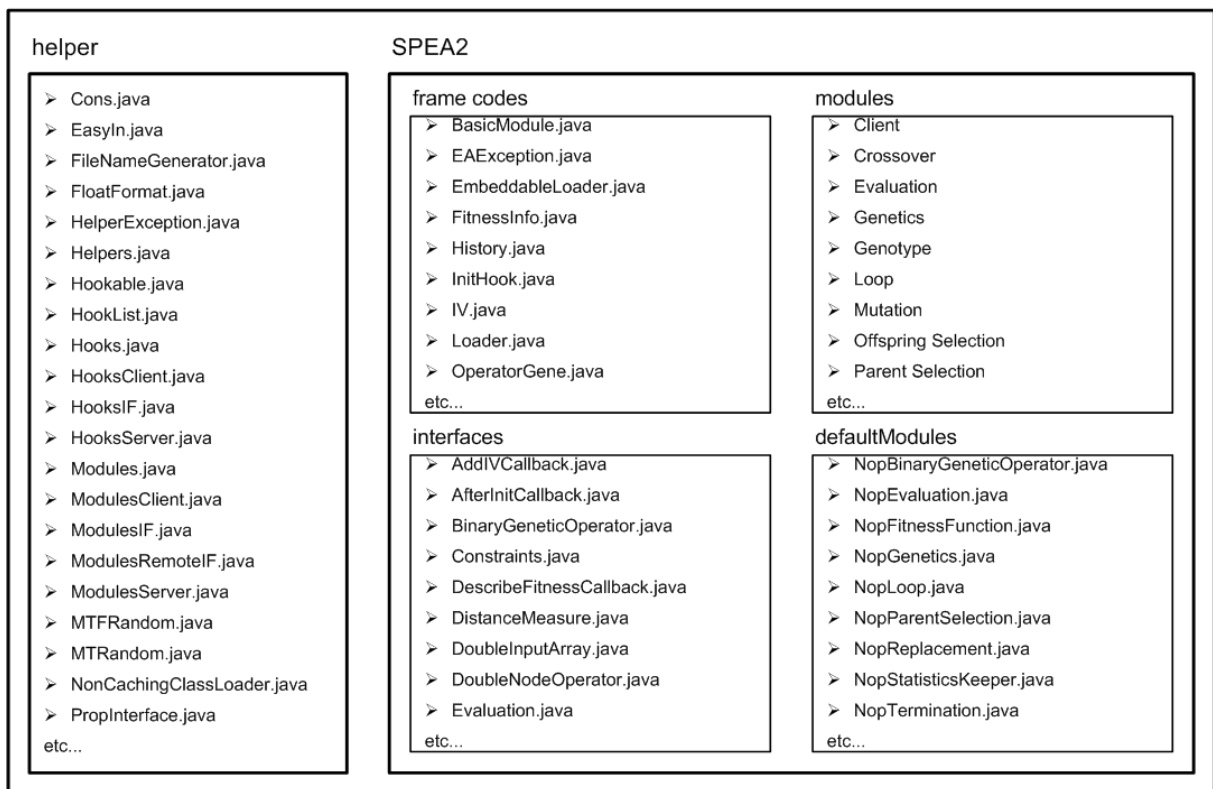 helper
Cons.java
EasyIn.java
FileNameGenerator.java
FloatFormat.java
HelperException.java
Helpers.java
Hookable.java
HookList.java
Hooks.java
HooksClient.java
HooksIF.java
HooksServer.java
Modules.java
ModulesClient.java
ModulesIF.java
ModulesRemoteIF.java
ModulesServer.java
MTFRandom.java
MTRandom.java
NonCachingClassLoader.java
PropInterface.java
etc...
SPEA2
frame codes
BasicModule.java
EAException.java
EmbeddableLoader.java
FitnessInfo.java
History.java
InitHook.java
IV.java
Loader.java
OperatorGene.java
etc...
modules
Client
Crossover
Evaluation
Genetics
Genotype
Loop
Mutation
Offspring Selection
Parent Selection
etc...
interfaces
AddIVCallback.java
AfterInitCallback.java
BinaryGeneticOperator.java
Constraints.java
DescribeFitnessCallback.java
DistanceMeasure.java
DoubleInputArray.java
DoubleNodeOperator.java
Evaluation.java
etc...
defaultModules
NopBinaryGeneticOperator.java
NopEvaluation.java
NopFitnessFunction.java
NopGenetics.java
NopLoop.java
NopParentSelection.java
NopReplacement.java
NopStatisticsKeeper.java
NopTermination.java
etc...